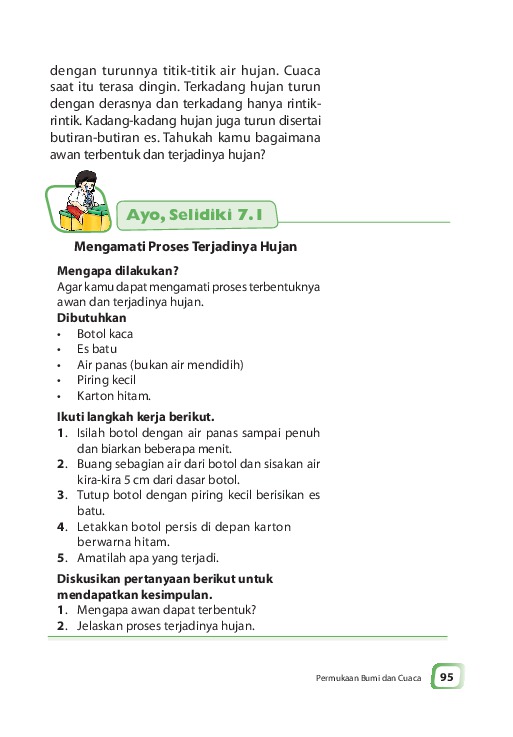 dengan turunnya titik-titik air hujan. Cuaca
saat itu terasa dingin. Terkadang hujan turun
dengan derasnya dan terkadang hanya rintik-
rintik. Kadang-kadang hujan juga turun disertai
butiran-butiran es. Tahukah kamu bagaimana
awan terbentuk dan terjadinya hujan?
Ayo, Selidiki 7.1
Mengamati Proses Terjadinya Hujan
Mengapa dilakukan?
Agar kamu dapat mengamati proses terbentuknya
awan dan terjadinya hujan.
Dibutuhkan
• Botol kaca
• Es batu
• Air panas (bukan air mendidih)
• Piring kecil
• Karton hitam.
Ikuti langkah kerja berikut.
1. Isilah botol dengan air panas sampai penuh
dan biarkan beberapa menit.
2. Buang sebagian air dari botol dan sisakan air
kira-kira 5 cm dari dasar botol.
3. Tutup botol dengan piring kecil berisikan es
batu.
4. Letakkan botol persis di depan karton
berwarna hitam.
5. Amatilah apa yang terjadi.
Diskusikan pertanyaan berikut untuk
mendapatkan kesimpulan.
1. Mengapa awan dapat terbentuk?
2. Jelaskan proses terjadinya hujan.
Permukaan Bumi dan Cuaca 95